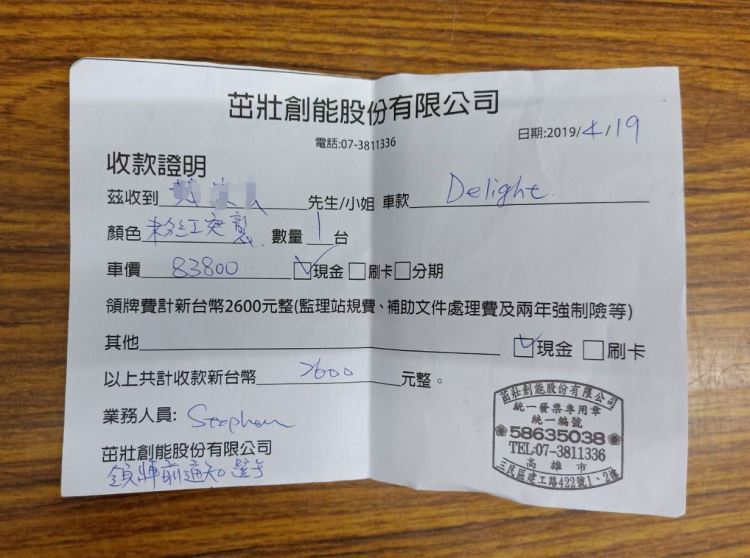 茁壯創能股份有限公司
電話:07-3811336
日期:2019/4/19
收款證明
茲收到 先生/小姐 車款 Delight
顏色 粉紅 數量 1 台
車價 83800 ☑現金 □刷卡 □分期
領牌費計新台幣2600元整(監理站規費、補助文件處理費及兩年強制險等)
其他 ☑現金 □刷卡
以上共計收款新台幣 2600 元整。
業務人員: Stephen
茁壯創能股份有限公司
領牌前通知選手
茁壯創能股份有限公司
統一發票專用章
統一編號
58635038
TEL:07-3811336
高雄市
三民區建工路422號1、2樓